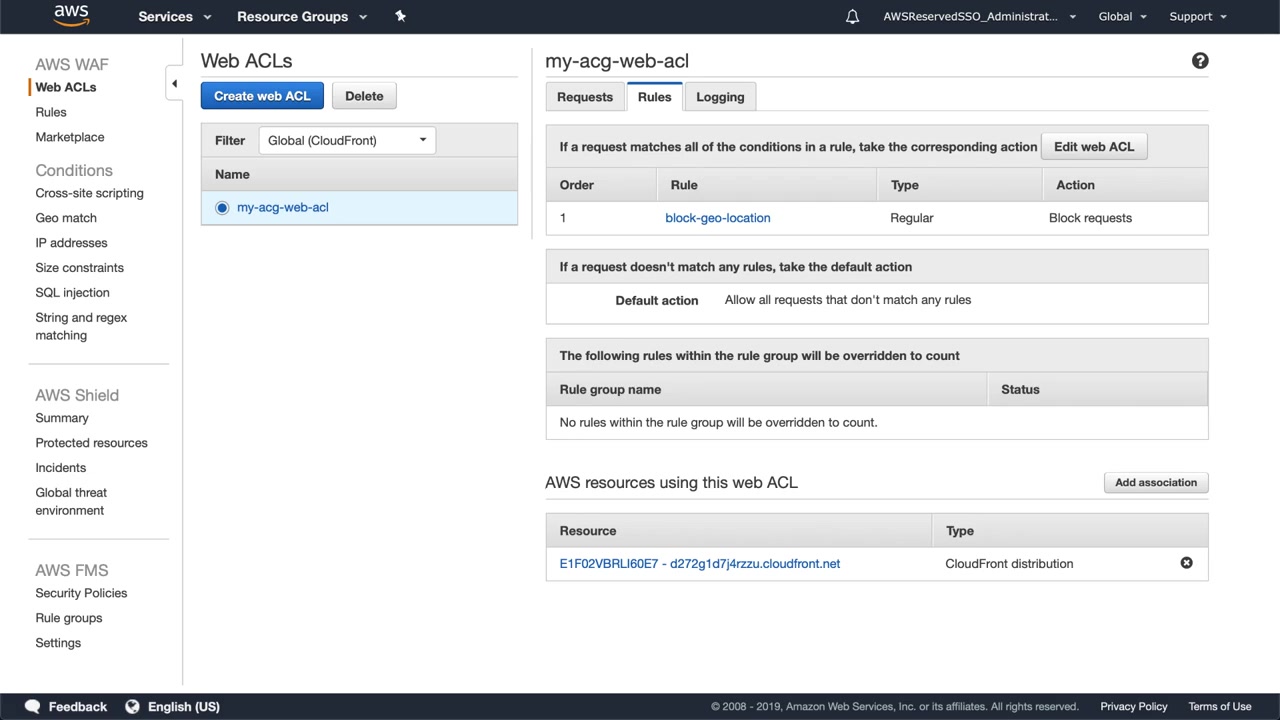 aws
Services
Resource Groups
AWSReservedSSO_Administrat...
Global
Support
AWS WAF
Web ACLs
Rules
Marketplace
Conditions
Cross-site scripting
Geo match
IP addresses
Size constraints
SQL injection
String and regex
matching
AWS Shield
Summary
Protected resources
Incidents
Global threat
environment
AWS FMS
Security Policies
Rule groups
Settings
Web ACLs
Create web ACL
Delete
Filter
Global (CloudFront)
Name
my-acg-web-acl
my-acg-web-acl
?
Requests
Rules
Logging
If a request matches all of the conditions in a rule, take the corresponding action
Edit web ACL
Order Rule Type Action
1 block-geo-location Regular Block requests
If a request doesn't match any rules, take the default action
Default action Allow all requests that don't match any rules
The following rules within the rule group will be overridden to count
Rule group name Status
No rules within the rule group will be overridden to count.
AWS resources using this web ACL
Add association
Resource Type
E1F02VBRLI60E7 - d272g1d7j4rzzu.cloudfront.net CloudFront distribution
Feedback
English (US)
© 2008 - 2019, Amazon Web Services, Inc. or its affiliates. All rights reserved.
Privacy Policy
Terms of Use